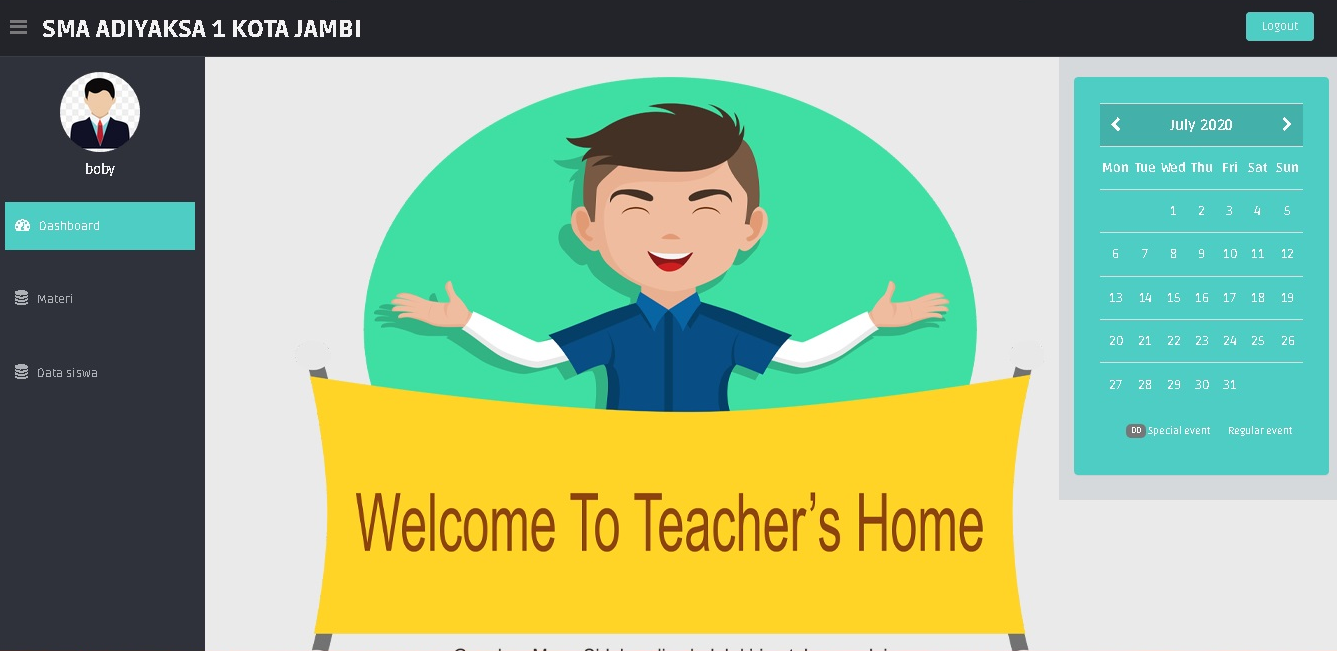 SMA ADIYAKSA 1 KOTA JAMBI
Logout
boby
Dashboard
Materi
Data siswa
Welcome To Teacher's Home
July 2020
Mon Tue Wed Thu Fri Sat Sun
1 2 3 4 5
6 7 8 9 10 11 12
13 14 15 16 17 18 19
20 21 22 23 24 25 26
27 28 29 30 31
DD Special event Regular event